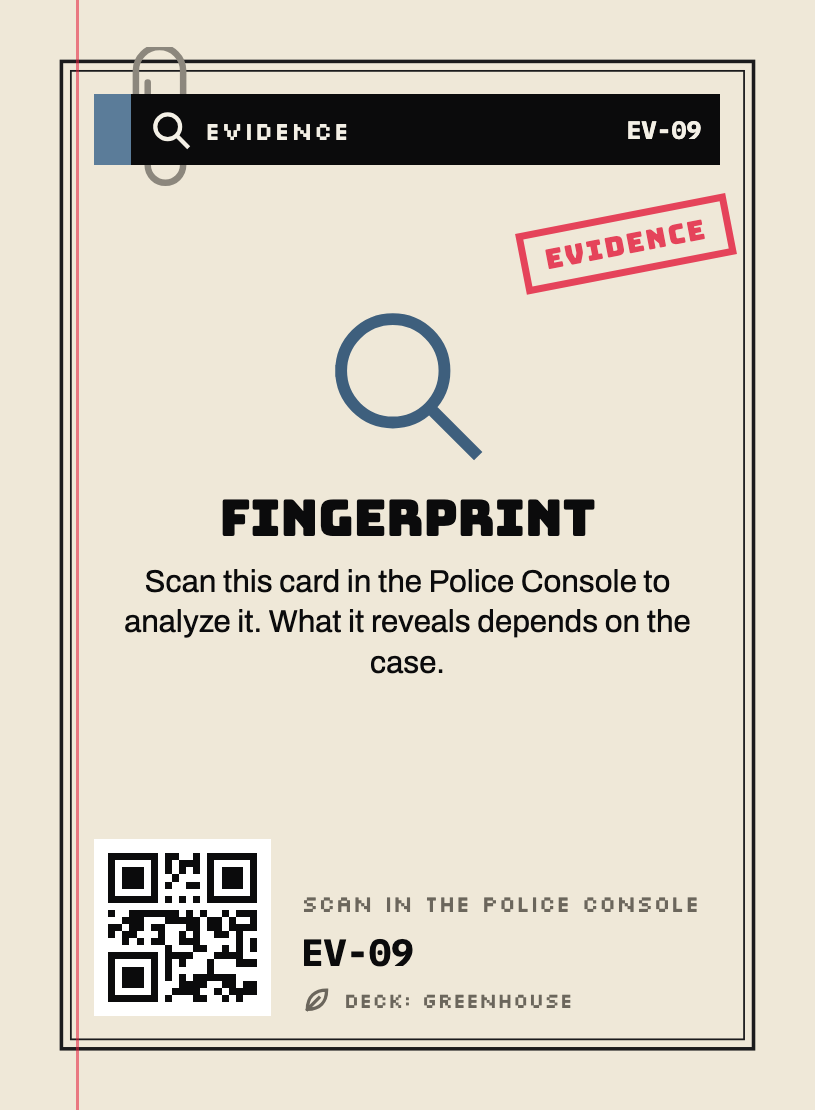 EVIDENCE EV-09
EVIDENCE
FINGERPRINT
Scan this card in the Police Console to
analyze it. What it reveals depends on the
case.
SCAN IN THE POLICE CONSOLE
EV-09
DECK: GREENHOUSE